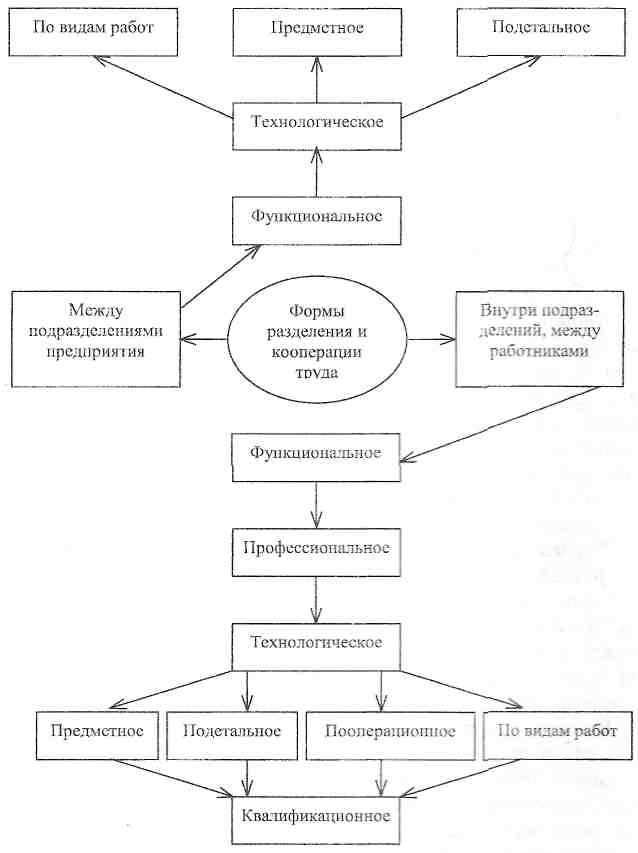 По видам работ
Предметное
Подетальное
Технологическое
Функциональное
Между
подразделениями
предприятия
Формы
разделения и
кооперации
труда
Внутри подраз-
делений, между
работниками
Функциональное
Профессиональное
Технологическое
Предметное
Подетальное
Пооперационное
По видам работ
Квалификационное